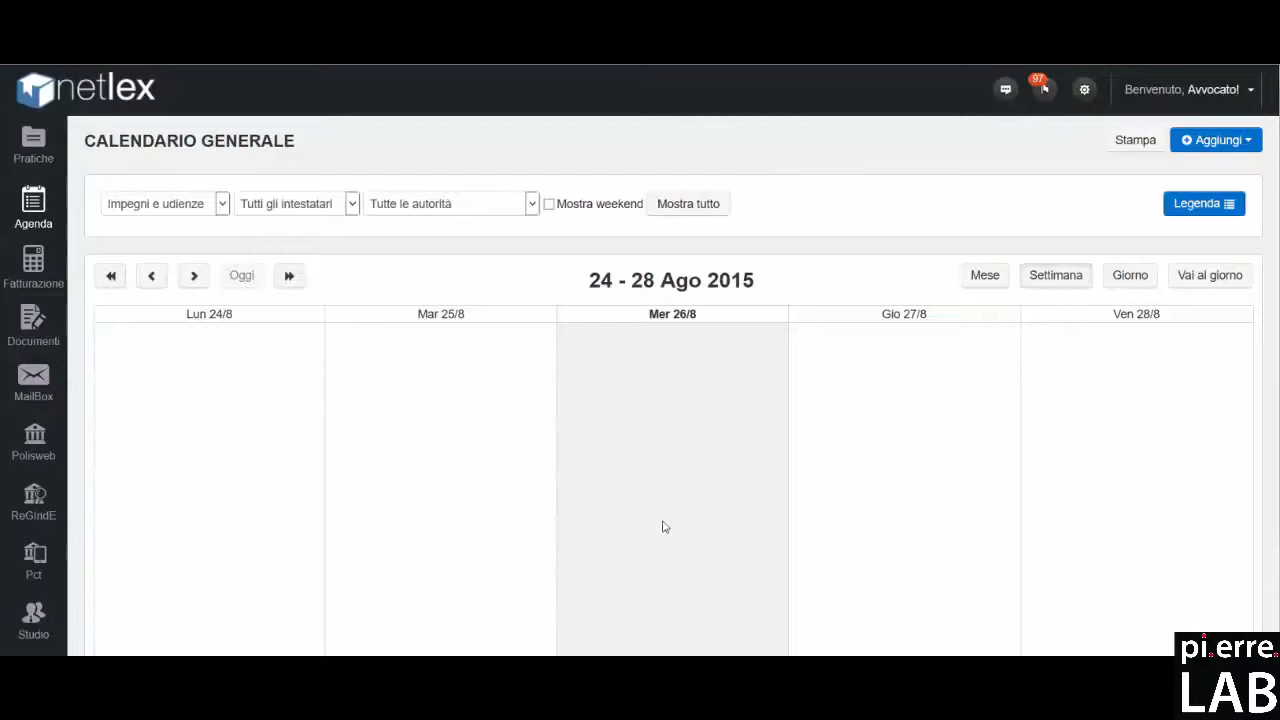 netlex
97
Benvenuto, Avvocato!
Pratiche
Agenda
Fatturazione
Documenti
MailBox
Polisweb
ReGIndE
Pct
Studio
CALENDARIO GENERALE
Stampa
Aggiungi
Impegni e udienze
Tutti gli intestatari
Tutte le autorità
Mostra weekend
Mostra tutto
Legenda
Oggi
24 - 28 Ago 2015
Mese
Settimana
Giorno
Vai al giorno
Lun 24/8
Mar 25/8
Mer 26/8
Gio 27/8
Ven 28/8
pi.erre.
LAB